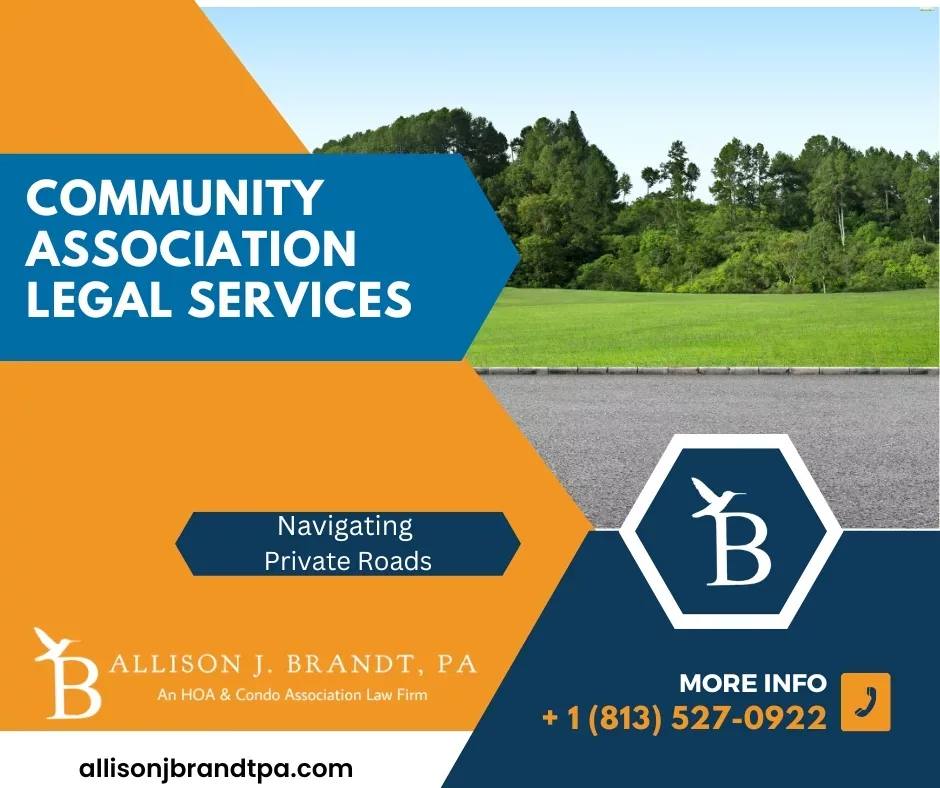 COMMUNITY
ASSOCIATION
LEGAL SERVICES
Navigating
Private Roads
B
B ALLISON J. BRANDT, PA
An HOA & Condo Association Law Firm
MORE INFO
+ 1 (813) 527-0922
allisonjbrandtpa.com